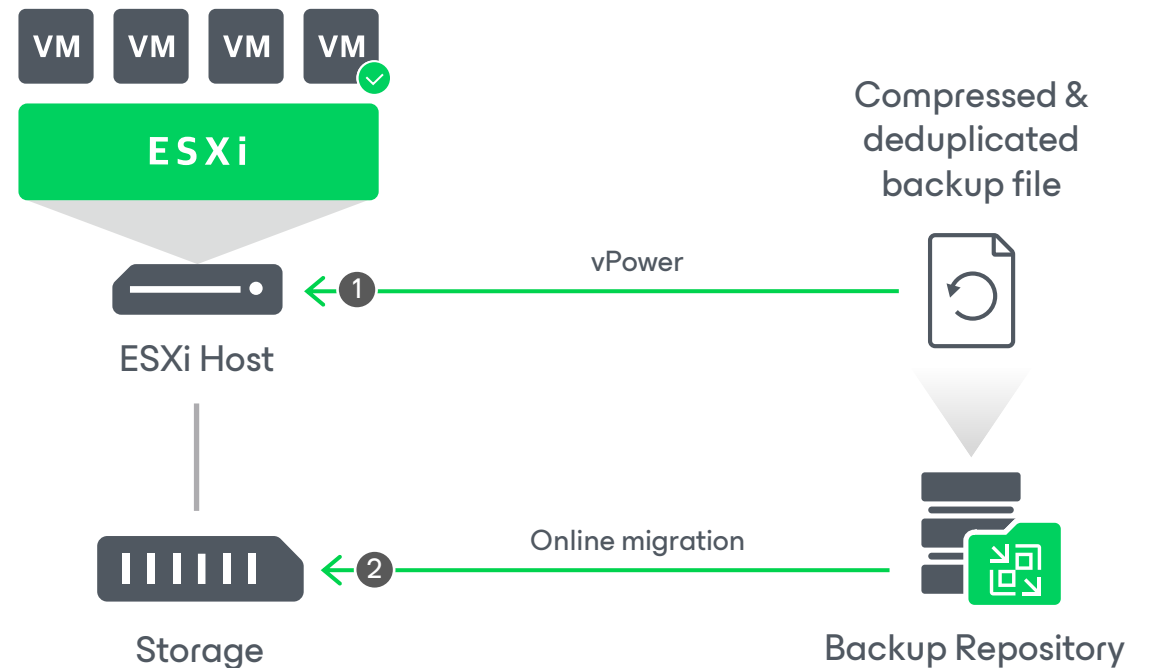 VM VM VM VM
ESXi
Compressed &
deduplicated
backup file
vPower
1
ESXi Host
Online migration
2
Storage
Backup Repository